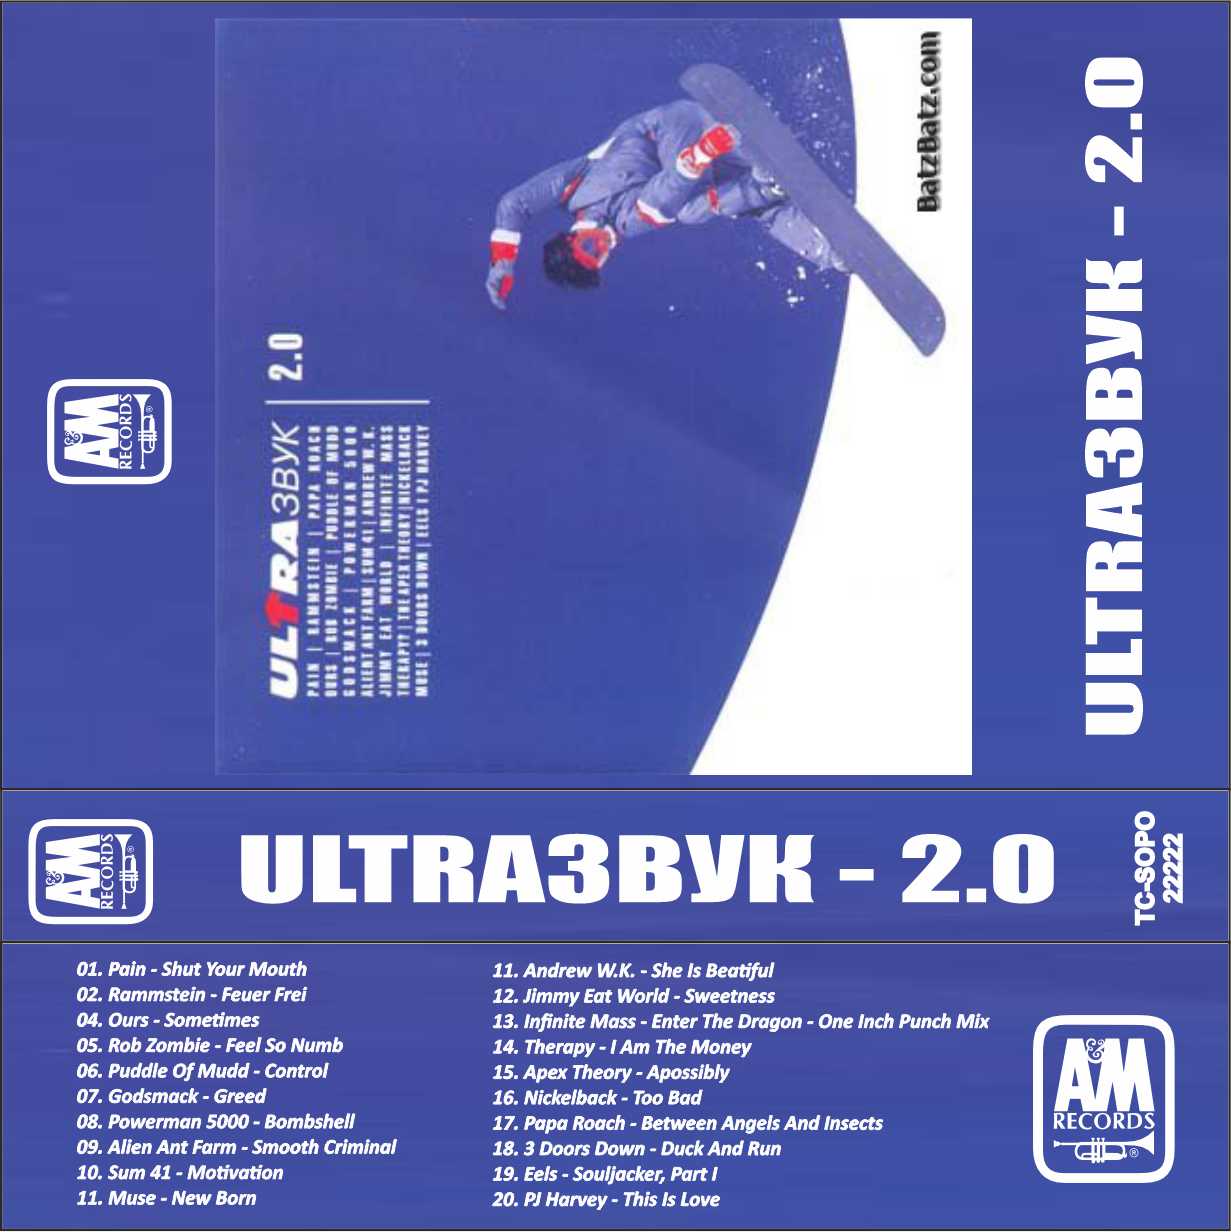 BatzBatz.com
ULTRAЗВУК | 2.0
PAIN | RAMMSTEIN | PAPA ROACH
OURS | ROB ZOMBIE | PUDDLE OF MUDD
GODSMACK | POWERMAN 5000
ALIENT ANT FARM | SUM 41 | ANDREW W. K.
JIMMY EAT WORLD | INFINITE MASS
THERAPY? | THE APEX THEORY | NICKELBACK
MUSE | 3 DOORS DOWN | EELS | PJ HARVEY
ULTRAЗВУК - 2.0
A&M
RECORDS
®
A&M
RECORDS
®
ULTRAЗВУК - 2.0
TC-SOPO
22222
01. Pain - Shut Your Mouth
02. Rammstein - Feuer Frei
04. Ours - Sometimes
05. Rob Zombie - Feel So Numb
06. Puddle Of Mudd - Control
07. Godsmack - Greed
08. Powerman 5000 - Bombshell
09. Alien Ant Farm - Smooth Criminal
10. Sum 41 - Motivation
11. Muse - New Born
11. Andrew W.K. - She Is Beatiful
12. Jimmy Eat World - Sweetness
13. Infinite Mass - Enter The Dragon - One Inch Punch Mix
14. Therapy - I Am The Money
15. Apex Theory - Apossibly
16. Nickelback - Too Bad
17. Papa Roach - Between Angels And Insects
18. 3 Doors Down - Duck And Run
19. Eels - Souljacker, Part I
20. PJ Harvey - This Is Love
A&M
RECORDS
®